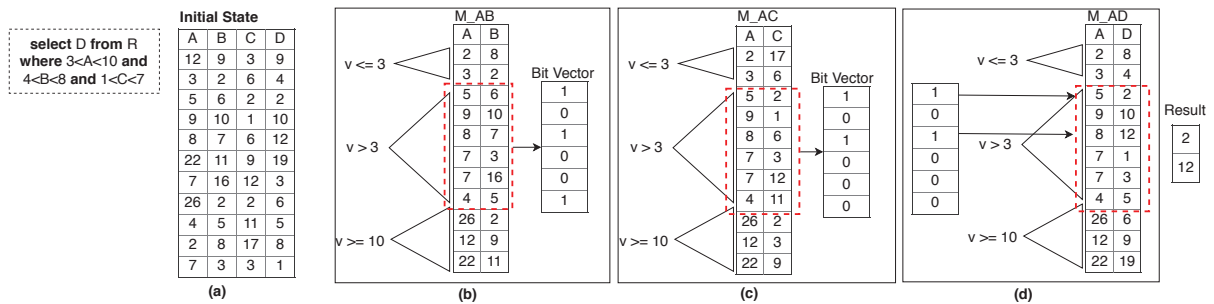 select D from R
where 3<A<10 and
4<B<8 and 1<C<7
Initial State
A B C D
12 9 3 9
3 2 6 4
5 6 2 2
9 10 1 10
8 7 6 12
22 11 9 19
7 16 12 3
26 2 2 6
4 5 11 5
2 8 17 8
7 3 3 1
(a)
M_AB
A B
2 8
3 2
5 6
9 10
8 7
7 3
7 16
4 5
26 2
12 9
22 11
v <= 3
v > 3
v >= 10
Bit Vector
1
0
1
0
0
1
(b)
M_AC
A C
2 17
3 6
5 2
9 1
8 6
7 3
7 12
4 11
26 2
12 3
22 9
v <= 3
v > 3
v >= 10
Bit Vector
1
0
1
0
0
0
(c)
1
0
1
0
0
0
M_AD
A D
2 8
3 4
5 2
9 10
8 12
7 1
7 3
4 5
26 6
12 9
22 19
v <= 3
v > 3
v >= 10
Result
2
12
(d)